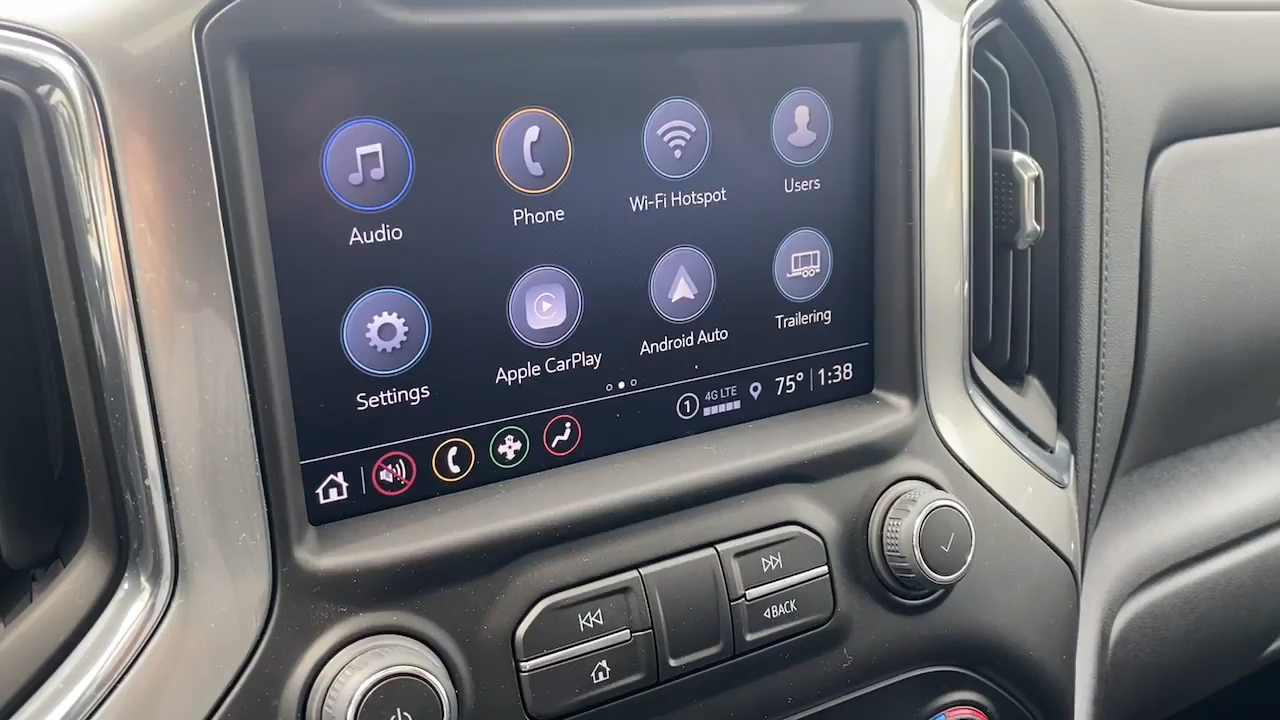 Audio
Phone
Wi-Fi Hotspot
Users
Settings
Apple CarPlay
Android Auto
Trailering
1
4G LTE
75°
1:38
BACK